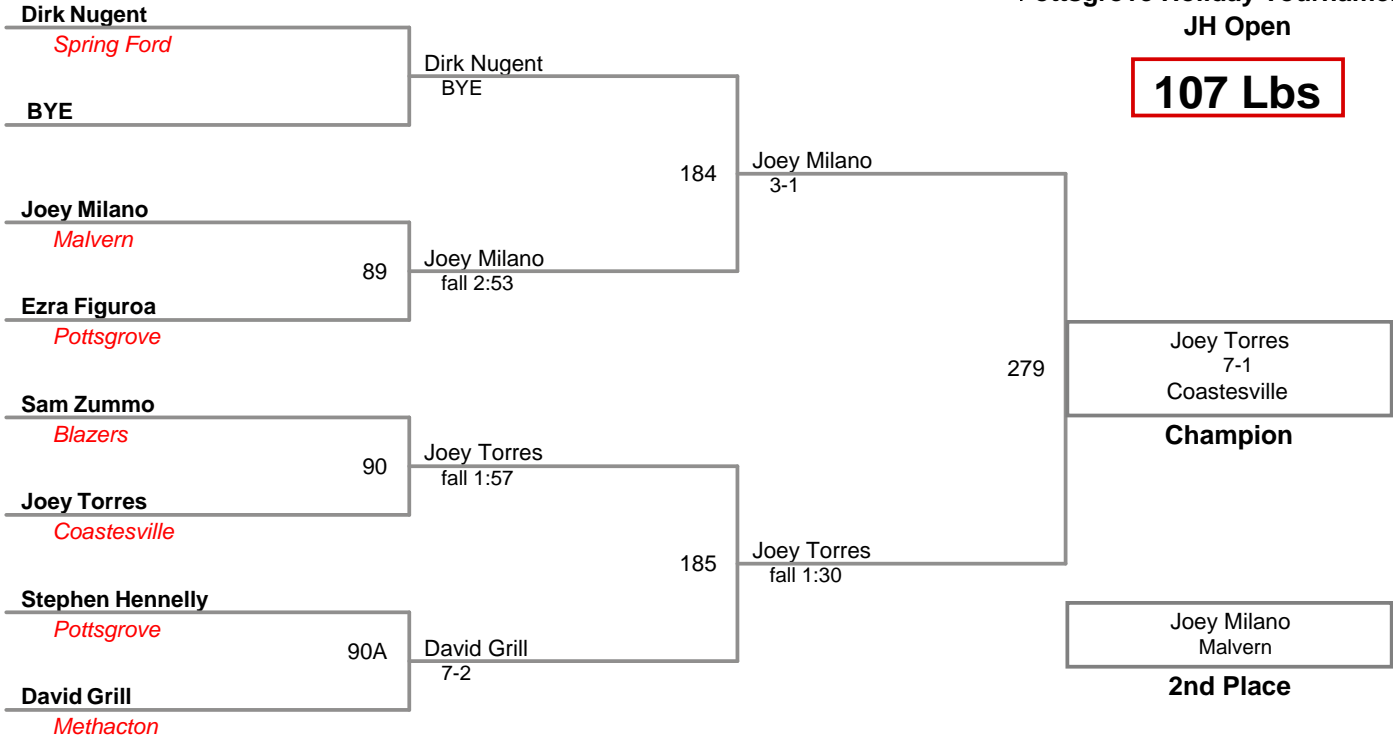 Holiday
JH Open
107 Lbs
Dirk Nugent
Spring Ford
BYE
Joey Milano
Malvern
Ezra Figuroa
Pottsgrove
Sam Zummo
Blazers
Joey Torres
Coastesville
Stephen Hennelly
Pottsgrove
David Grill
Methacton
Dirk Nugent
BYE
89
Joey Milano
fall 2:53
90
Joey Torres
fall 1:57
90A
David Grill
7-2
184
Joey Milano
3-1
185
Joey Torres
fall 1:30
279
Joey Torres
7-1
Coastesville
Champion
Joey Milano
Malvern
2nd Place